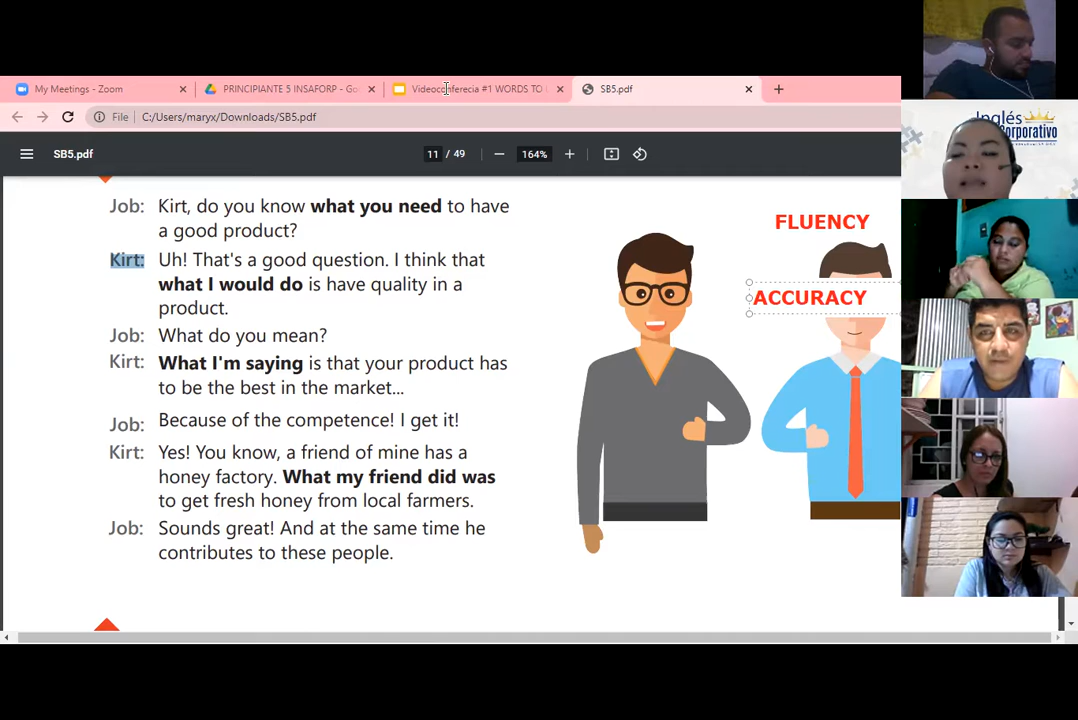 My Meetings - Zoom
PRINCIPIANTE 5 INSAFORP - Go
Videoconferecia #1 WORDS TO
SB5.pdf
File C:/Users/maryx/Downloads/SB5.pdf
SB5.pdf
11 / 49
164%
Job: Kirt, do you know what you need to have
a good product?
Kirt: Uh! That's a good question. I think that
what I would do is have quality in a
product.
Job: What do you mean?
Kirt: What I'm saying is that your product has
to be the best in the market...
Job: Because of the competence! I get it!
Kirt: Yes! You know, a friend of mine has a
honey factory. What my friend did was
to get fresh honey from local farmers.
Job: Sounds great! And at the same time he
contributes to these people.
FLUENCY
ACCURACY
Inglés
orporativo